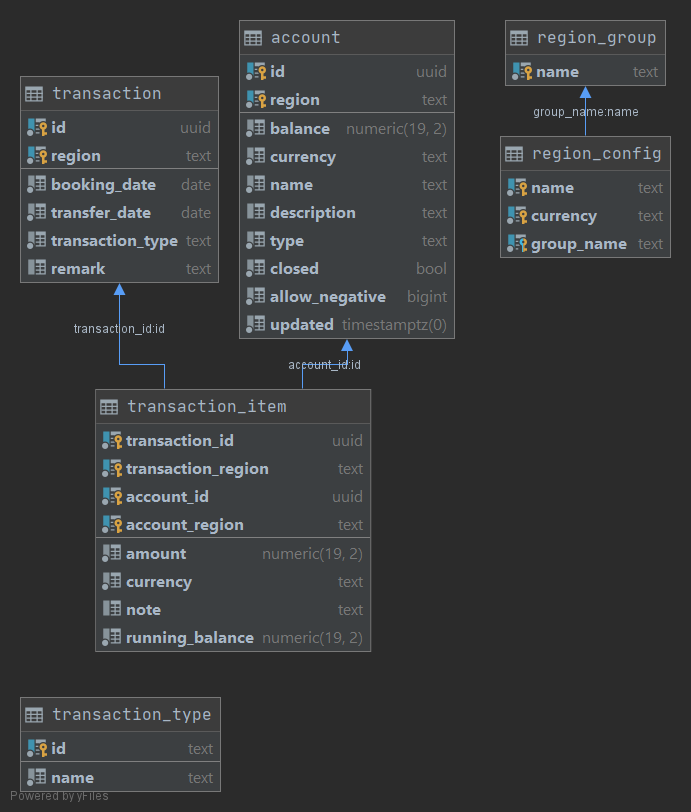 account
id uuid
region text
balance numeric(19, 2)
currency text
name text
description text
type text
closed bool
allow_negative bigint
updated timestamptz(0)
region_group
name text
group_name:name
region_config
name text
currency text
group_name text
transaction
id uuid
region text
booking_date date
transfer_date date
transaction_type text
remark text
transaction_id:id
account_id:id
transaction_item
transaction_id uuid
transaction_region text
account_id uuid
account_region text
amount numeric(19, 2)
currency text
note text
running_balance numeric(19, 2)
transaction_type
id text
name text
Powered by yFiles